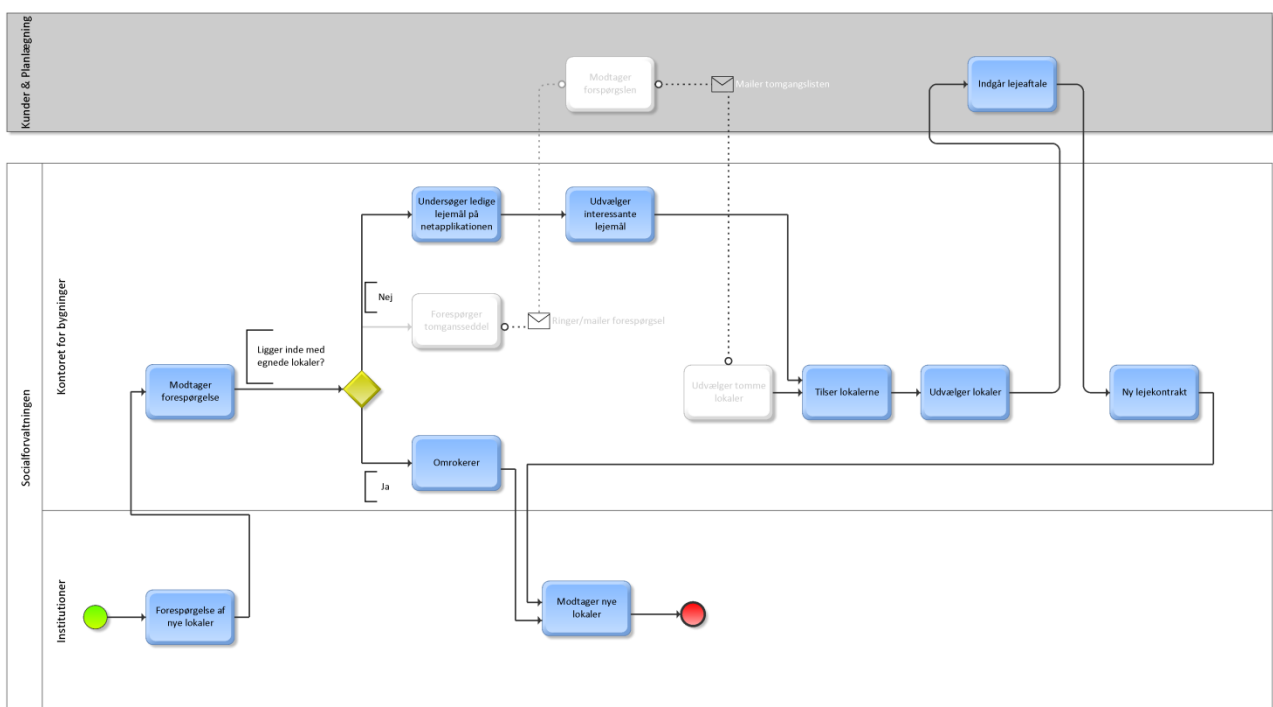 Kunder & Planlægning
Modtager
forspørgslen
Mailer tomgangslisten
Indgår lejeaftale
Socialforvaltningen
Kontoret for bygninger
Undersøger ledige
lejemål på
netapplikationen
Udvælger
interessante
lejemål
Nej
Forespørger
tomgansseddel
Ringer/mailer forespørgsel
Ligger inde med
egnede lokaler?
Modtager
forespørgelse
Udvælger tomme
lokaler
Tilser lokalerne
Udvælger lokaler
Ny lejekontrakt
Omrokerer
Ja
Institutioner
Forespørgelse af
nye lokaler
Modtager nye
lokaler